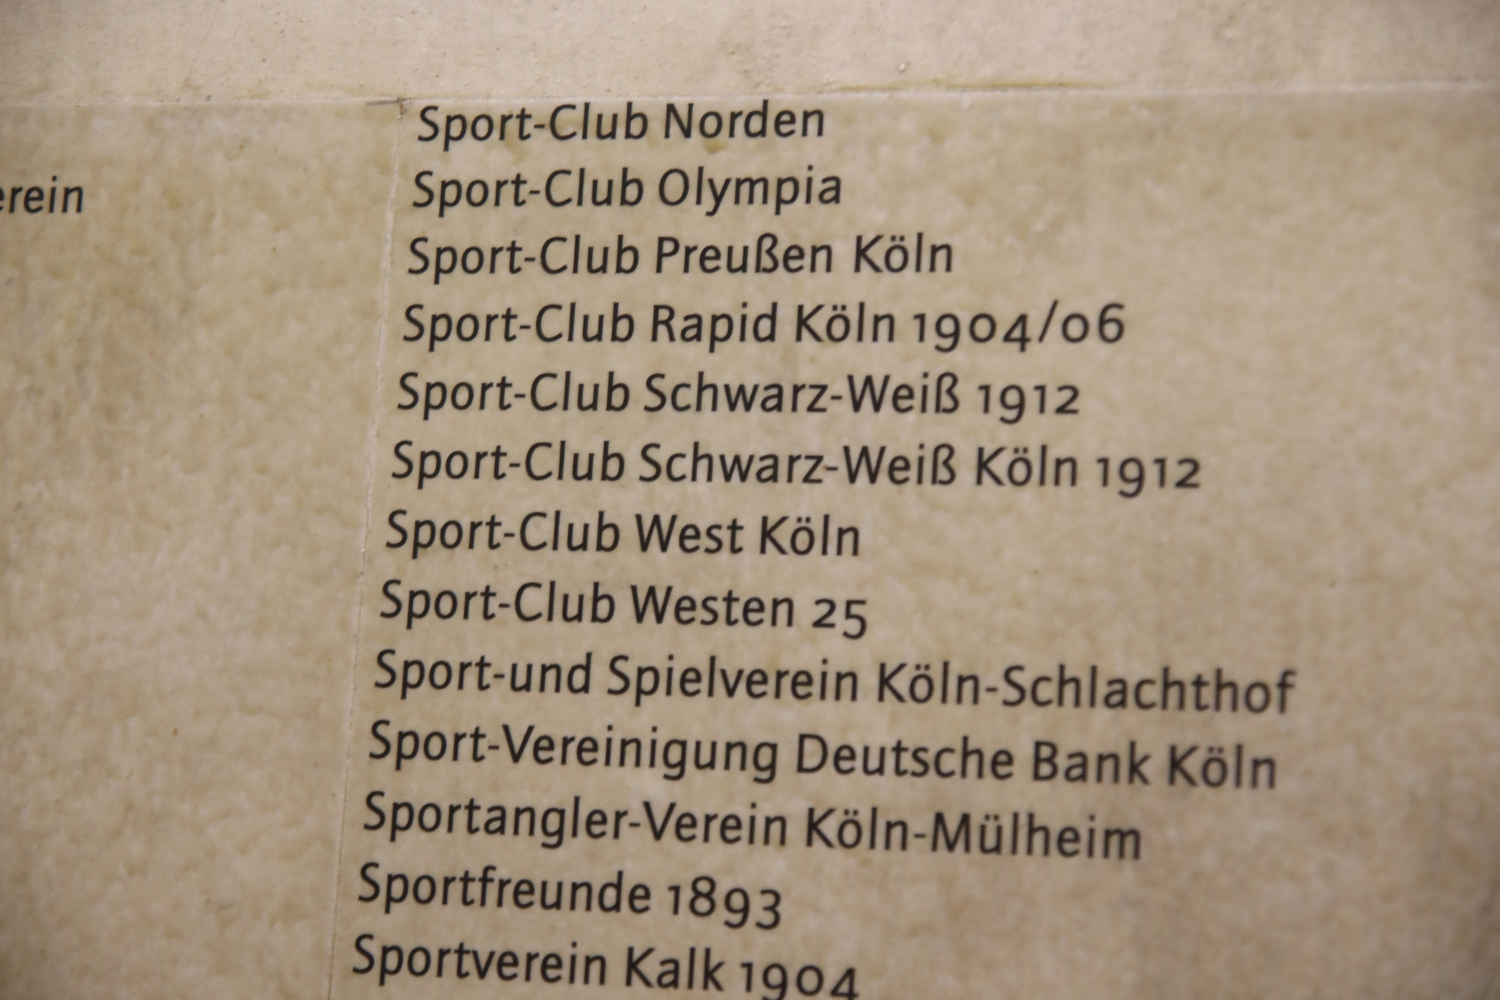 erein
Sport-Club Norden
Sport-Club Olympia
Sport-Club Preußen Köln
Sport-Club Rapid Köln 1904/06
Sport-Club Schwarz-Weiß 1912
Sport-Club Schwarz-Weiß Köln 1912
Sport-Club West Köln
Sport-Club Westen 25
Sport-und Spielverein Köln-Schlachthof
Sport-Vereinigung Deutsche Bank Köln
Sportangler-Verein Köln-Mülheim
Sportfreunde 1893
Sportverein Kalk 1904